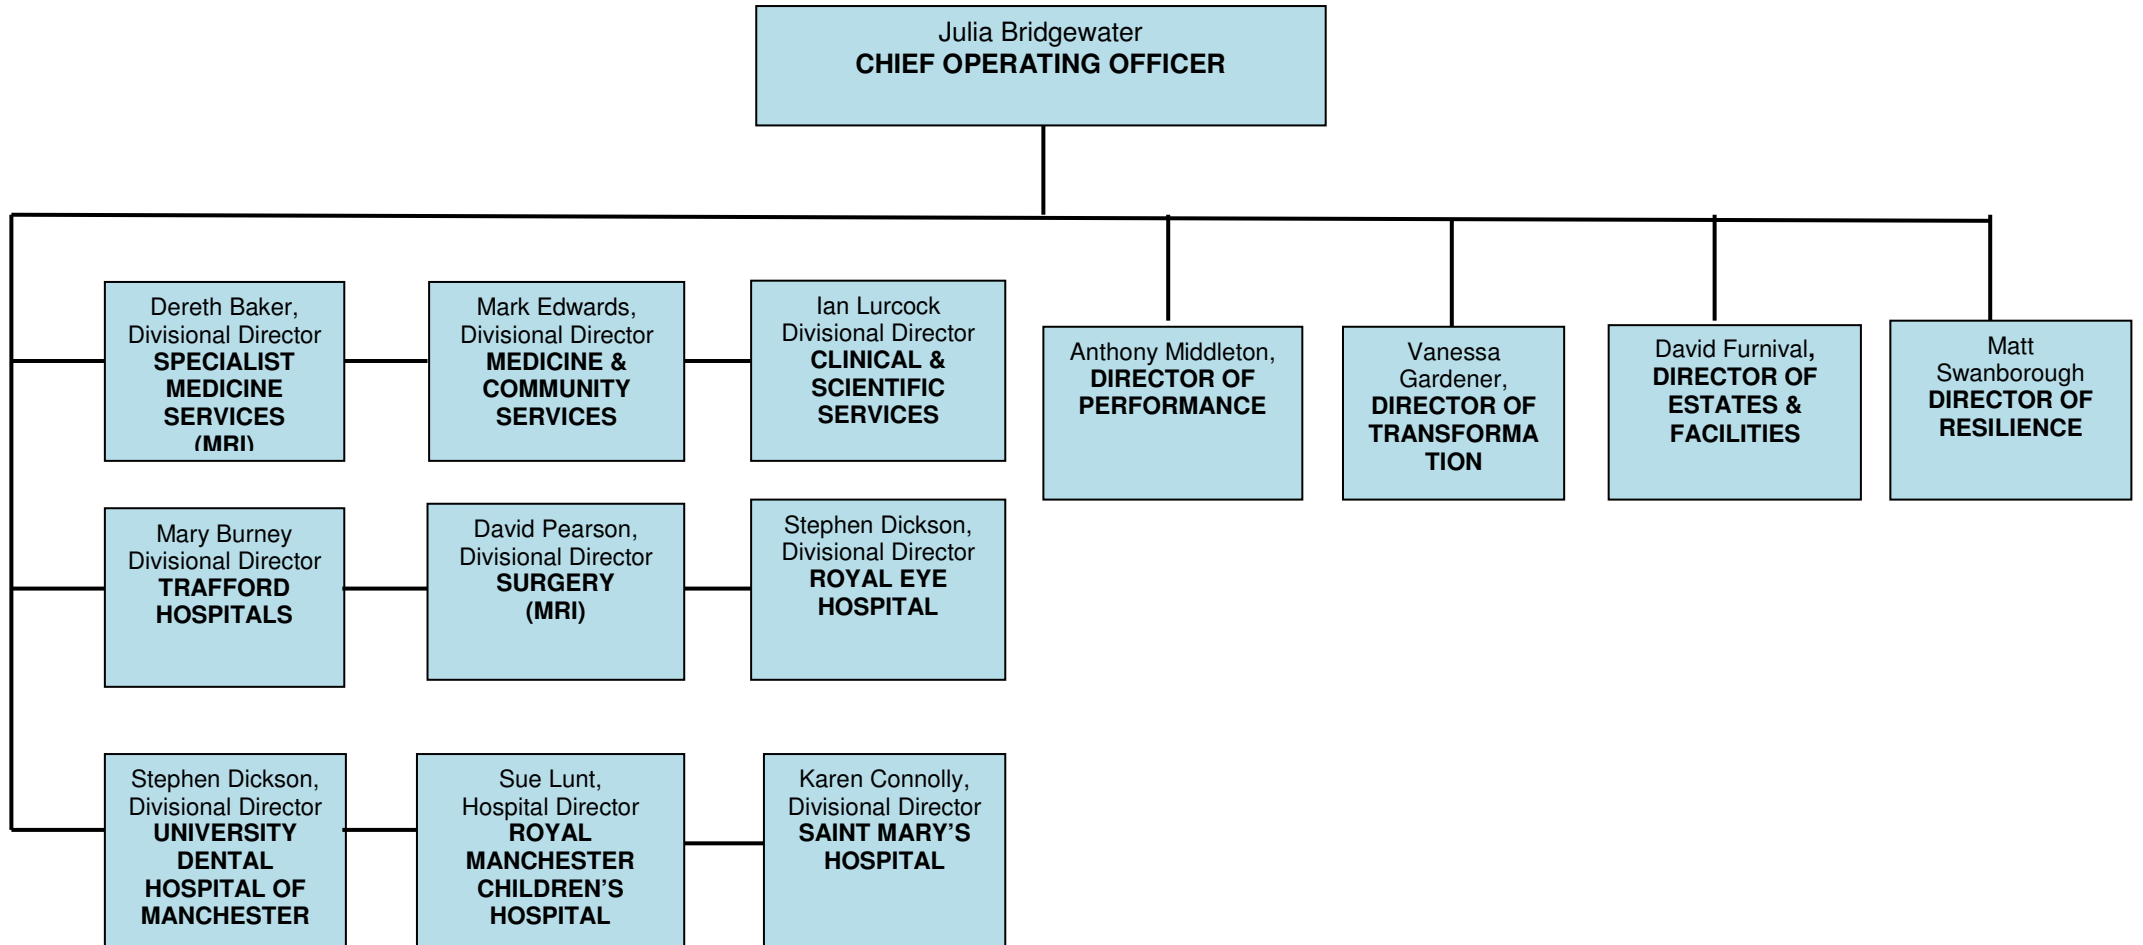 Julia Bridgewater
CHIEF OPERATING OFFICER
Dereth Baker,
Divisional Director
SPECIALIST
MEDICINE
SERVICES
(MRI)
Mark Edwards,
Divisional Director
MEDICINE &
COMMUNITY
SERVICES
Ian Lurcock
Divisional Director
CLINICAL &
SCIENTIFIC
SERVICES
Anthony Middleton,
DIRECTOR OF
PERFORMANCE
Vanessa
Gardener,
DIRECTOR OF
TRANSFORMA
TION
David Furnival,
DIRECTOR OF
ESTATES &
FACILITIES
Matt
Swanborough
DIRECTOR OF
RESILIENCE
Mary Burney
Divisional Director
TRAFFORD
HOSPITALS
David Pearson,
Divisional Director
SURGERY
(MRI)
Stephen Dickson,
Divisional Director
ROYAL EYE
HOSPITAL
Stephen Dickson,
Divisional Director
UNIVERSITY
DENTAL
HOSPITAL OF
MANCHESTER
Sue Lunt,
Hospital Director
ROYAL
MANCHESTER
CHILDREN’S
HOSPITAL
Karen Connolly,
Divisional Director
SAINT MARY’S
HOSPITAL